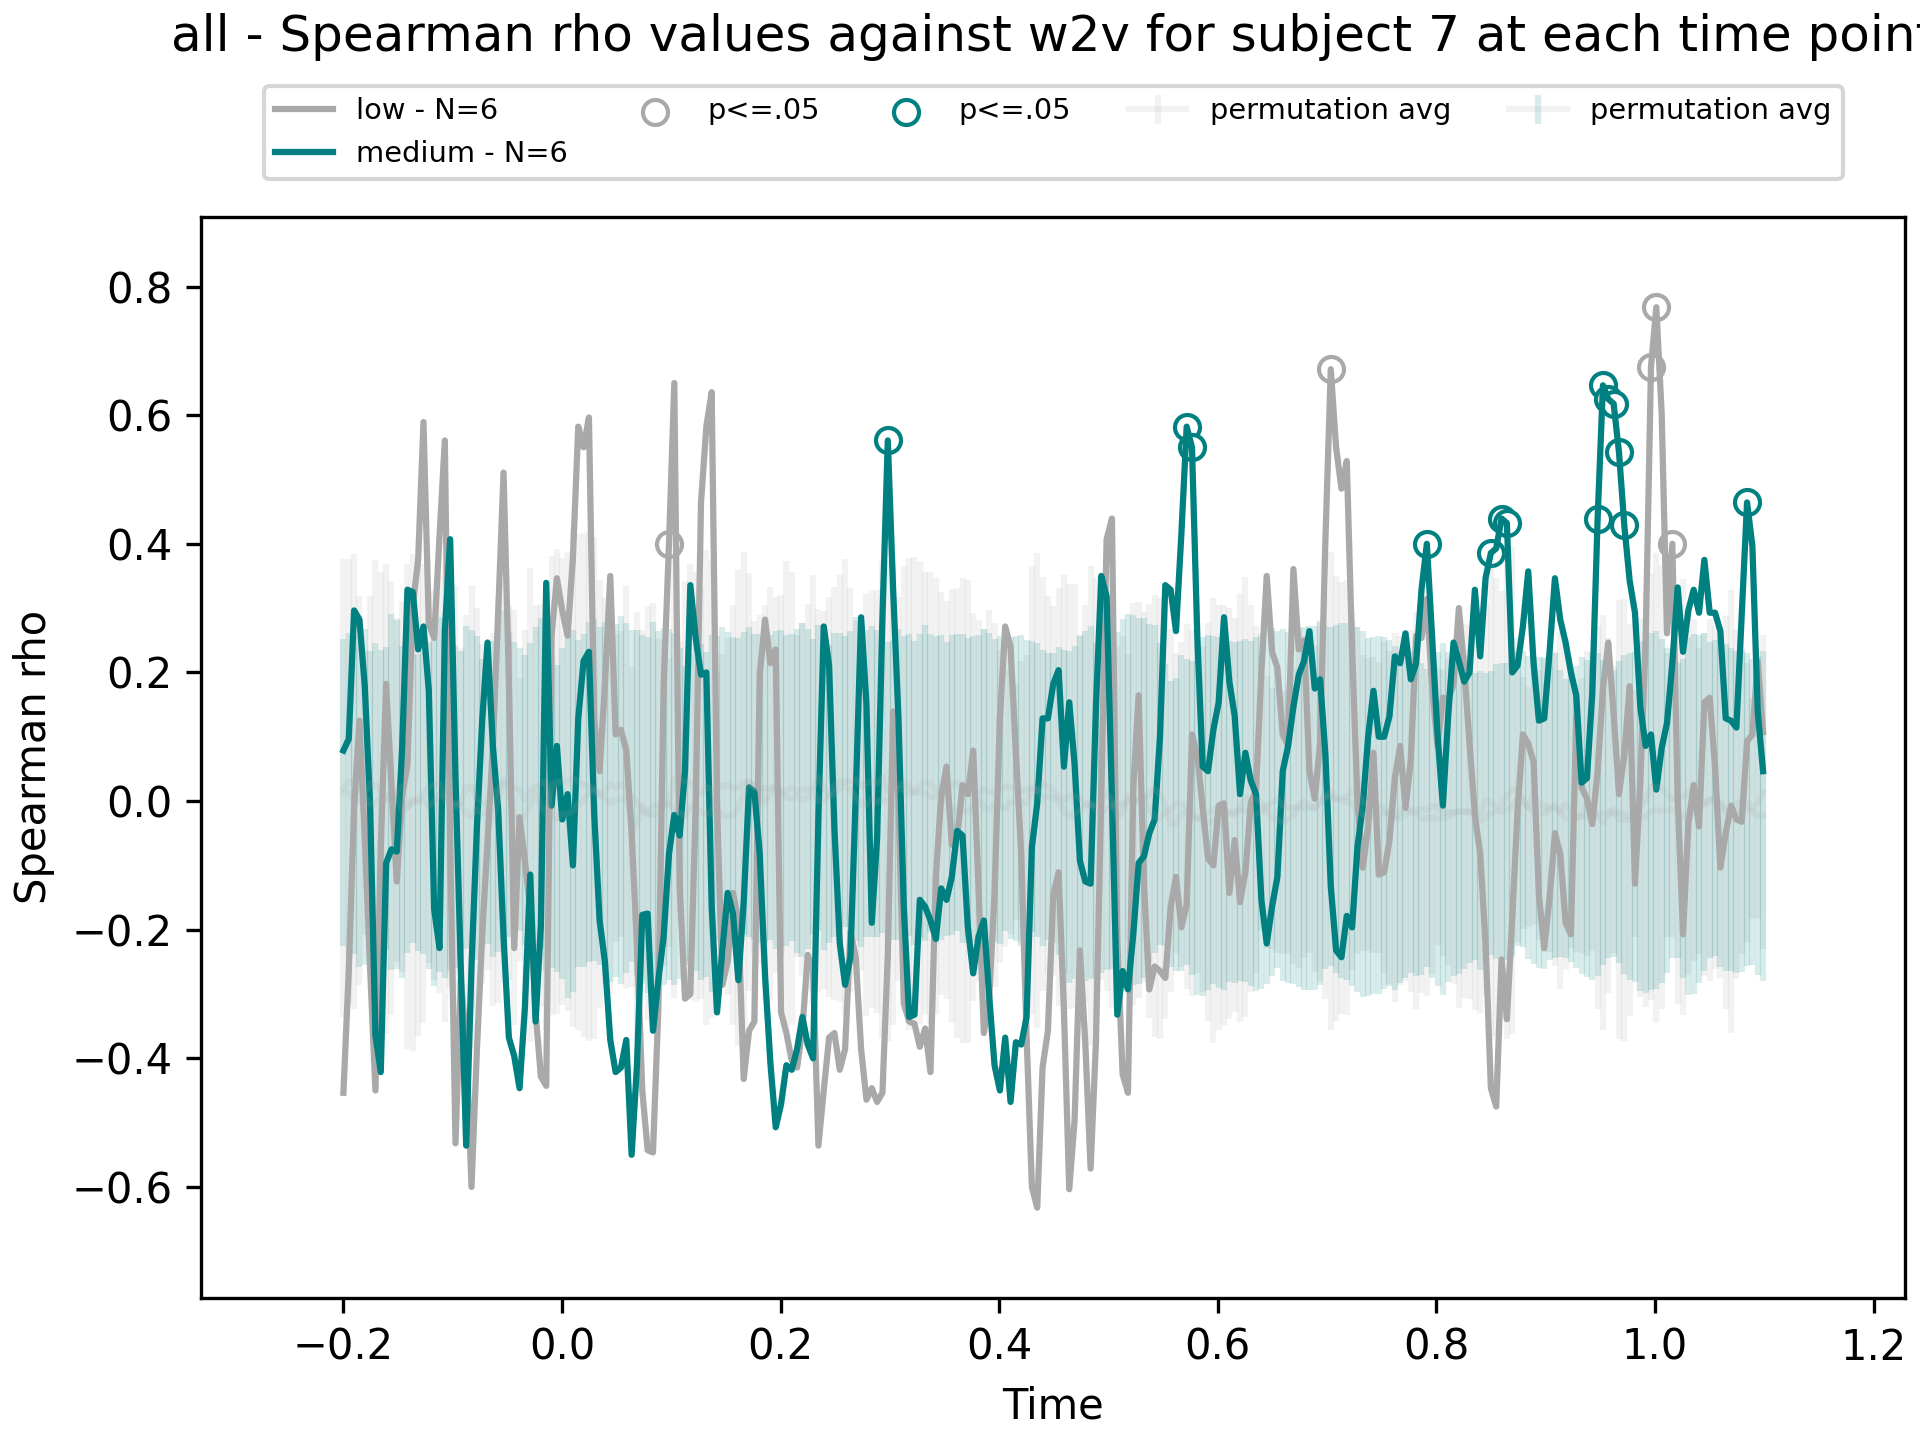 all - Spearman rho values against w2v for subject 7 at each time point
low - N=6
medium - N=6
p<=.05
p<=.05
permutation avg
permutation avg
Spearman rho
0.8
0.6
0.4
0.2
0.0
−0.2
−0.4
−0.6
−0.2
0.0
0.2
0.4
0.6
0.8
1.0
1.2
Time